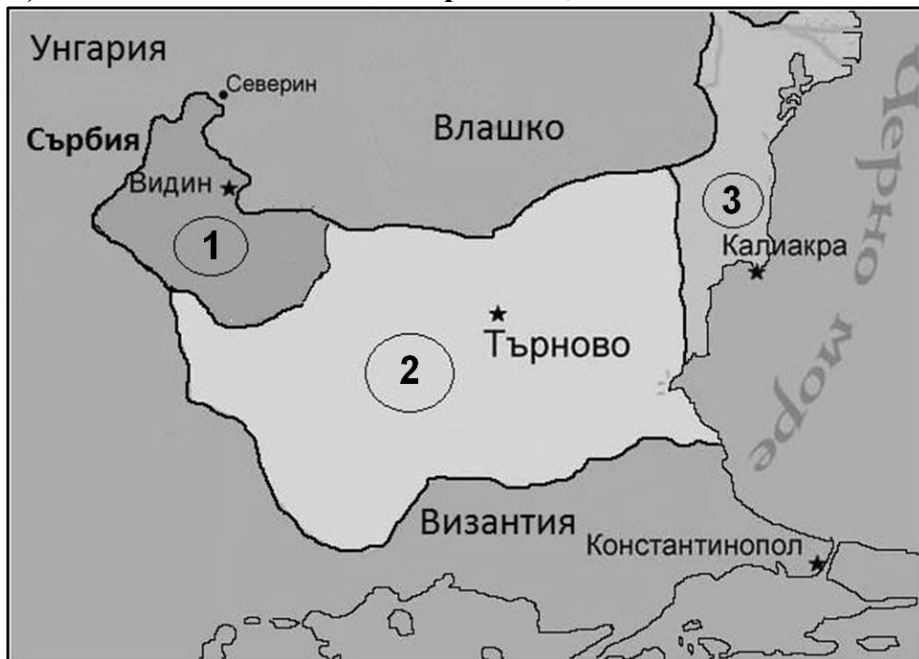 Унгария
Северин
Сърбия
Влашко
Видин
1
3
Калиакра
Черно море
Търново
2
Византия
Константинопол